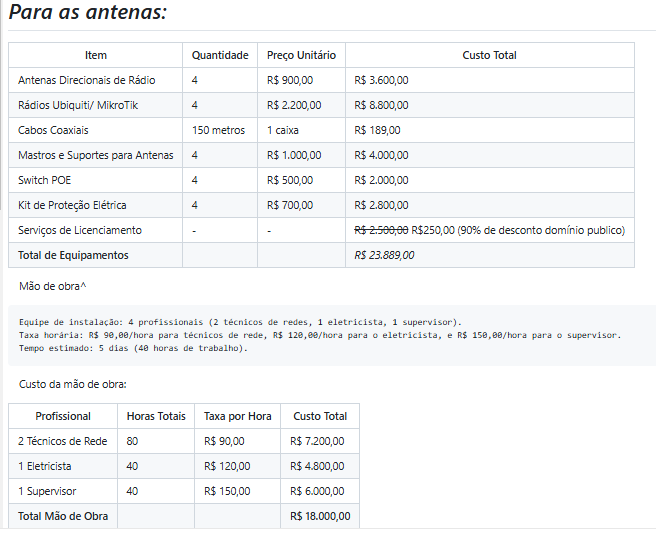 Para as antenas:
Item Quantidade Preço Unitário Custo Total
Antenas Direcionais de Rádio 4 R$ 900,00 R$ 3.600,00
Rádios Ubiquiti/ MikroTik 4 R$ 2.200,00 R$ 8.800,00
Cabos Coaxiais 150 metros 1 caixa R$ 189,00
Mastros e Suportes para Antenas 4 R$ 1.000,00 R$ 4.000,00
Switch POE 4 R$ 500,00 R$ 2.000,00
Kit de Proteção Elétrica 4 R$ 700,00 R$ 2.800,00
Serviços de Licenciamento - - R$ 2.500,00 R$250,00 (90% de desconto domínio publico)
Total de Equipamentos R$ 23.889,00
Mão de obra^
Equipe de instalação: 4 profissionais (2 técnicos de redes, 1 eletricista, 1 supervisor).
Taxa horária: R$ 90,00/hora para técnicos de rede, R$ 120,00/hora para o eletricista, e R$ 150,00/hora para o supervisor.
Tempo estimado: 5 dias (40 horas de trabalho).
Custo da mão de obra:
Profissional Horas Totais Taxa por Hora Custo Total
2 Técnicos de Rede 80 R$ 90,00 R$ 7.200,00
1 Eletricista 40 R$ 120,00 R$ 4.800,00
1 Supervisor 40 R$ 150,00 R$ 6.000,00
Total Mão de Obra R$ 18.000,00